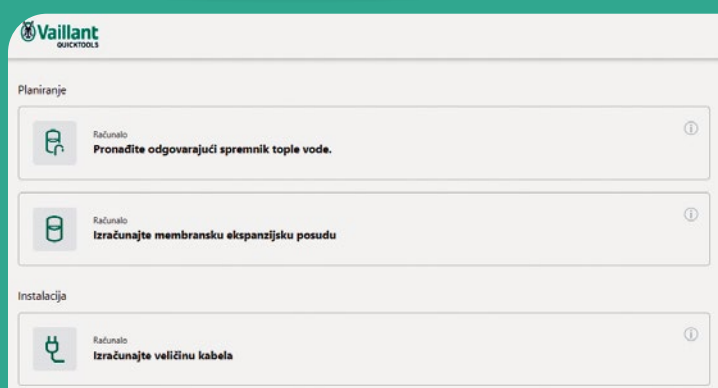 Vaillant
QUICKTOOLS
Planiranje
Računalo
Pronađite odgovarajući spremnik tople vode.
Računalo
Izračunajte membransku ekspanzijsku posudu
Instalacija
Računalo
Izračunajte veličinu kabela